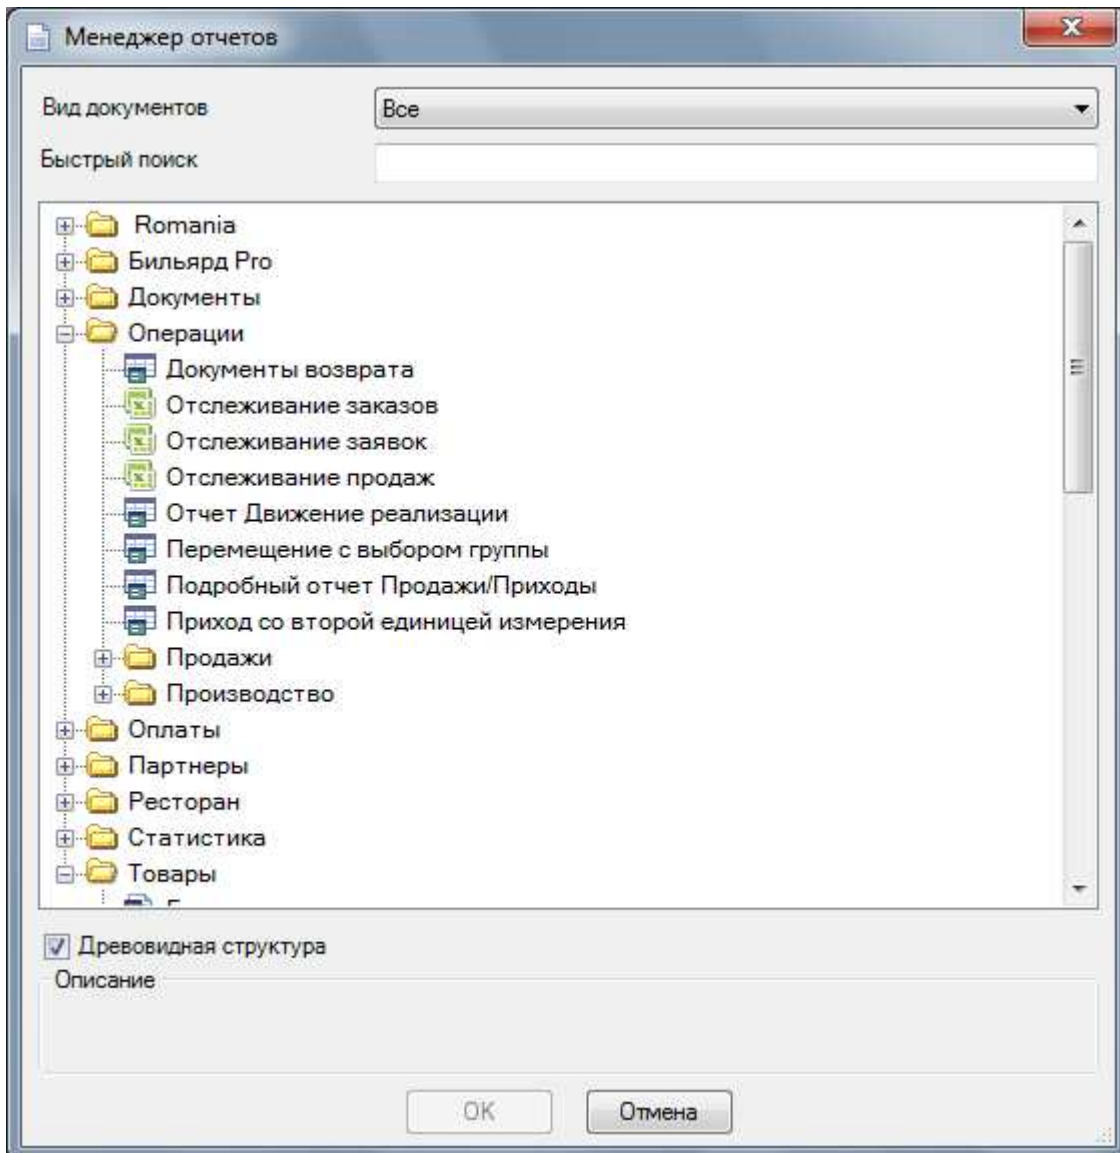 Менеджер отчетов
Вид документов Все
Быстрый поиск
Romania
Бильярд Pro
Документы
Операции
Документы возврата
Отслеживание заказов
Отслеживание заявок
Отслеживание продаж
Отчет Движение реализации
Перемещение с выбором группы
Подробный отчет Продажи/Приходы
Приход со второй единицей измерения
Продажи
Производство
Оплаты
Партнеры
Ресторан
Статистика
Товары
Древовидная структура
Описание
OK Отмена